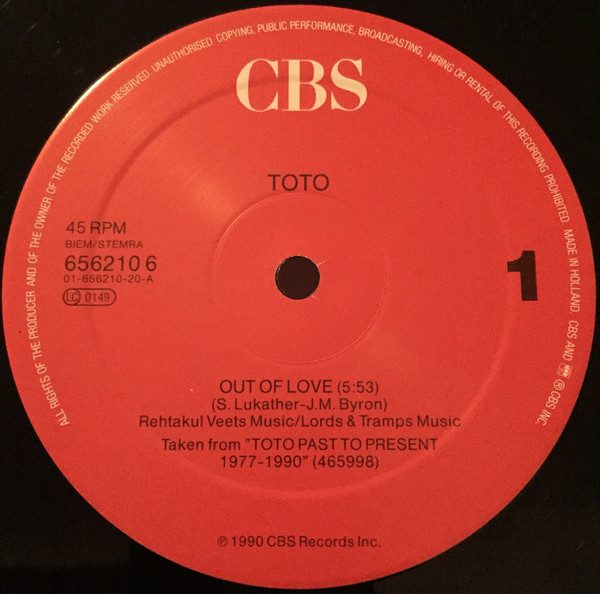 ALL RIGHTS OF THE PRODUCER AND OF THE OWNER OF THE RECORDED WORK RESERVED. UNAUTHORISED COPYING, PUBLIC PERFORMANCE, BROADCASTING, HIRING OR RENTAL OF THIS RECORDING PROHIBITED. MADE IN HOLLAND. CBS AND ® CBS INC.
CBS
TOTO
45 RPM
BIEM/STEMRA
656210 6
01-656210-20-A
LC 0149
1
OUT OF LOVE (5:53)
(S. Lukather-J.M. Byron)
Rehtakul Veets Music/Lords & Tramps Music
Taken from "TOTO PAST TO PRESENT
1977-1990" (465998)
℗ 1990 CBS Records Inc.